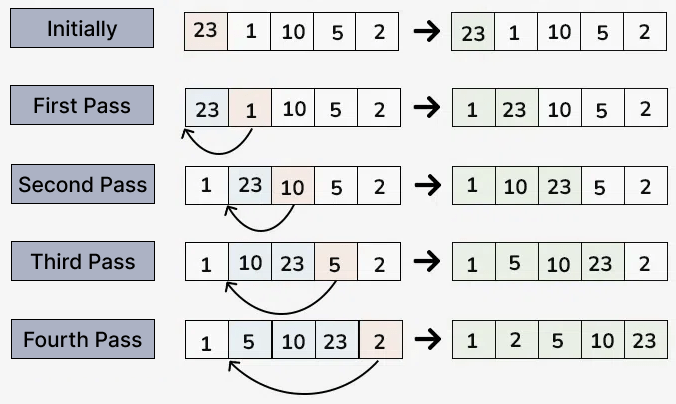 Initially 23 1 10 5 2 23 1 10 5 2
First Pass 23 1 10 5 2 1 23 10 5 2
Second Pass 1 23 10 5 2 1 10 23 5 2
Third Pass 1 10 23 5 2 1 5 10 23 2
Fourth Pass 1 5 10 23 2 1 2 5 10 23